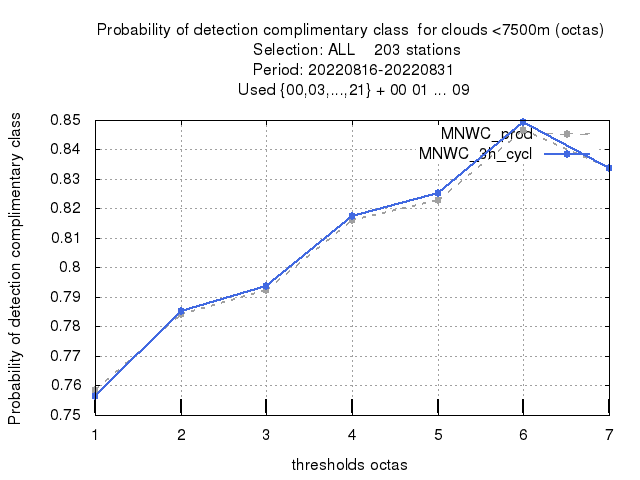 Probability of detection complimentary class  for clouds <7500m (octas)
Selection: ALL    203 stations
Period: 20220816-20220831
Used {00,03,...,21} + 00 01 ... 09
Probability of detection complimentary class
0.85
0.84
0.83
0.82
0.81
0.8
0.79
0.78
0.77
0.76
0.75
MNWC_prod
MNWC_3h_cycl
1 2 3 4 5 6 7
thresholds octas